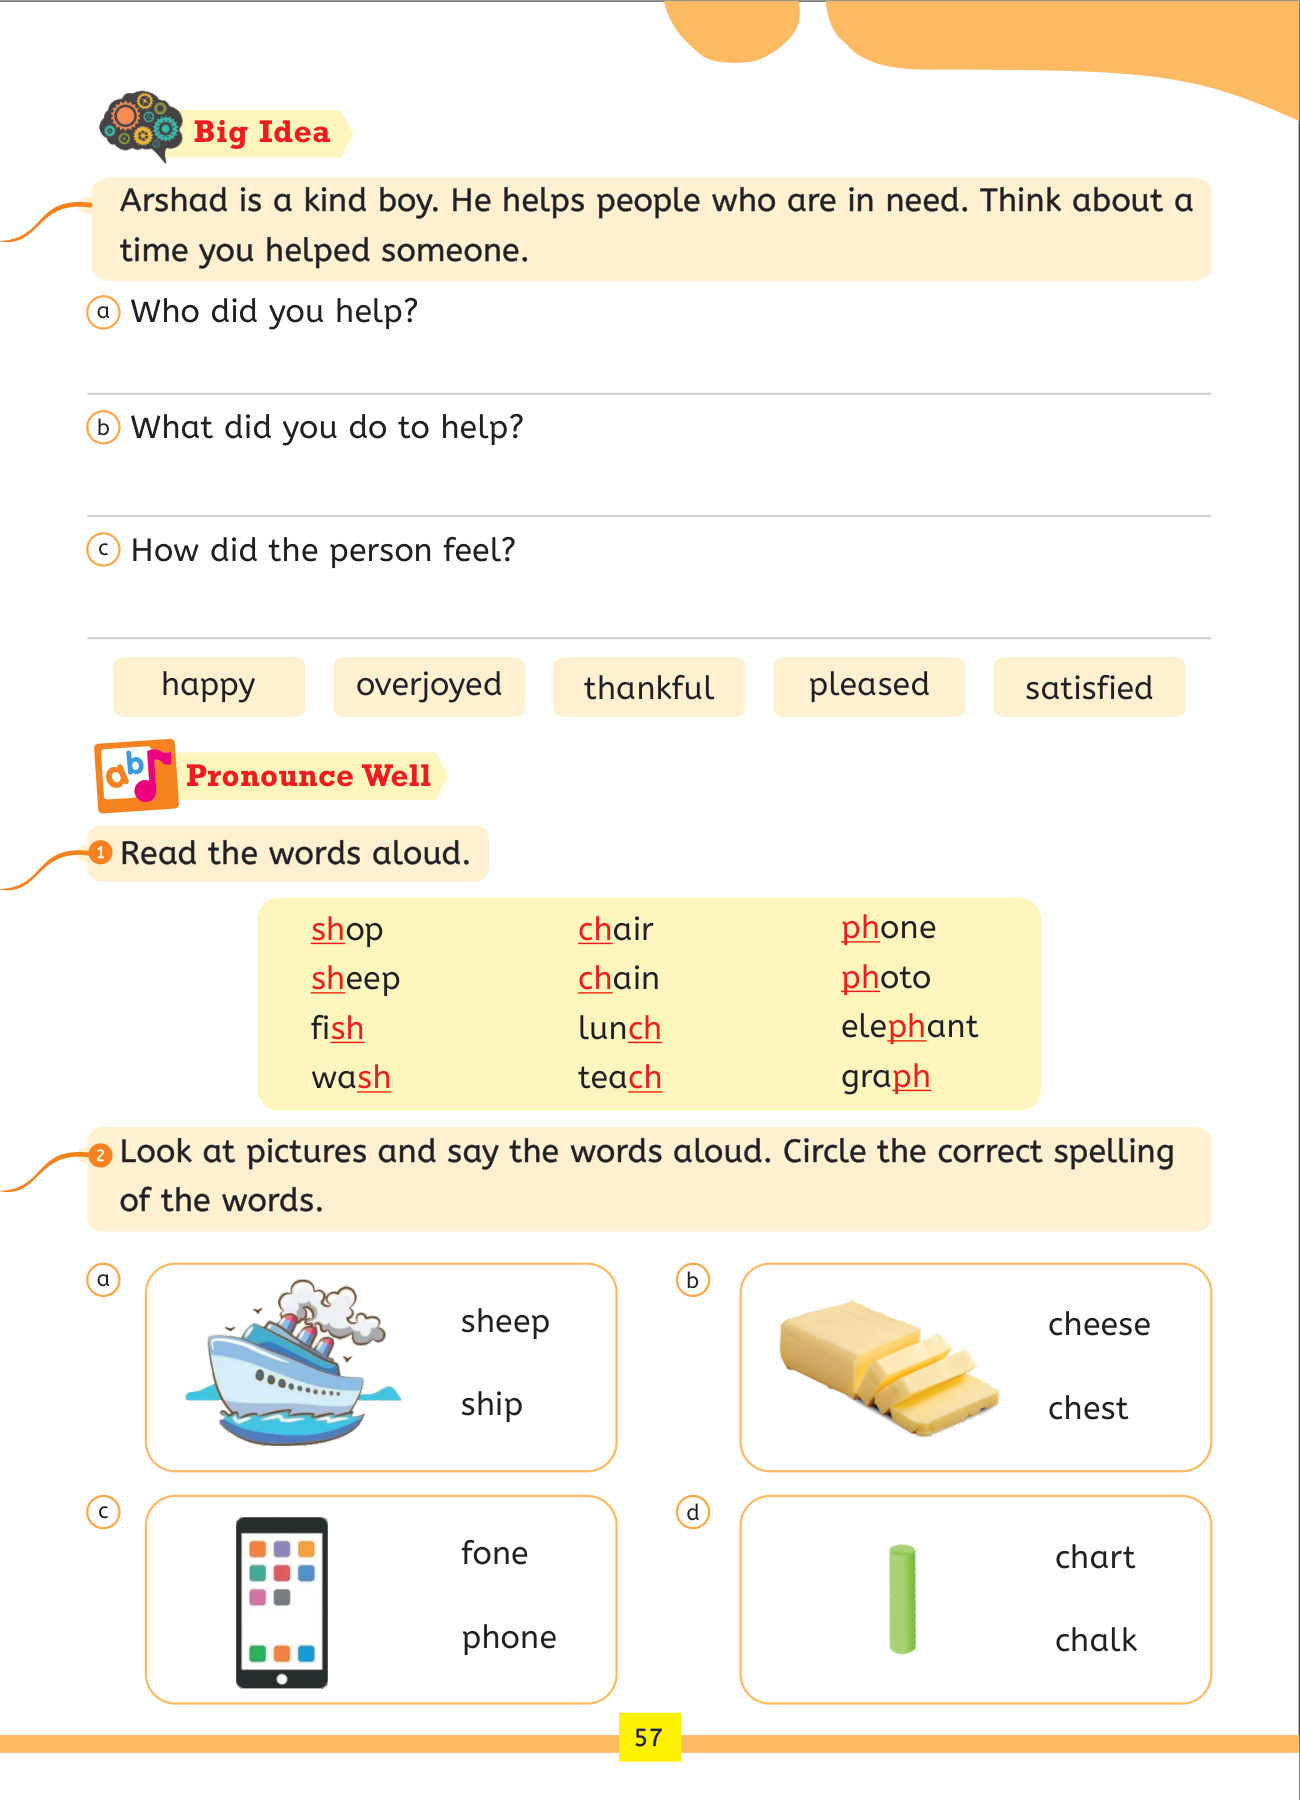 Big Idea
Arshad is a kind boy. He helps people who are in need. Think about a
time you helped someone.
a Who did you help?
b What did you do to help?
c How did the person feel?
happy overjoyed thankful pleased satisfied
ab
Pronounce Well
1 Read the words aloud.
shop chair phone
sheep chain photo
fish lunch elephant
wash teach graph
2 Look at pictures and say the words aloud. Circle the correct spelling
of the words.
a
sheep
ship
b
cheese
chest
c
fone
phone
d
chart
chalk
57